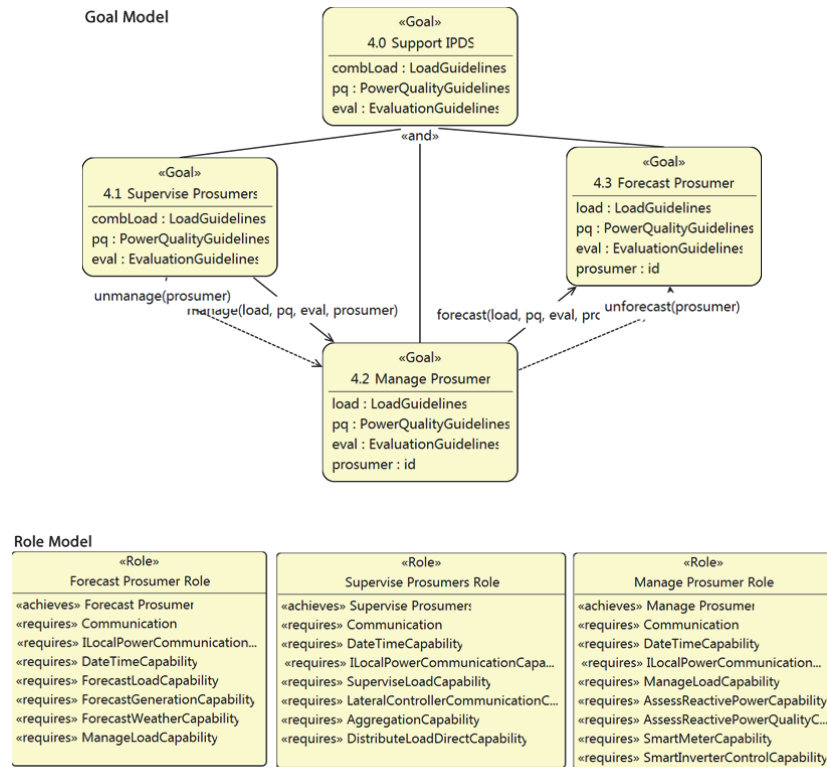 Goal Model
«Goal»
4.0 Support IPDS
combLoad : LoadGuidelines
pq : PowerQualityGuidelines
eval : EvaluationGuidelines
«and»
«Goal»
4.1 Supervise Prosumers
combLoad : LoadGuidelines
pq : PowerQualityGuidelines
eval : EvaluationGuidelines
«Goal»
4.3 Forecast Prosumer
load : LoadGuidelines
pq : PowerQualityGuidelines
eval : EvaluationGuidelines
prosumer : id
unmanage(prosumer)
manage(load, pq, eval, prosumer)
forecast(load, pq, eval, prc
unforecast(prosumer)
«Goal»
4.2 Manage Prosumer
load : LoadGuidelines
pq : PowerQualityGuidelines
eval : EvaluationGuidelines
prosumer : id
Role Model
«Role»
Forecast Prosumer Role
«achieves» Forecast Prosumer
«requires» Communication
«requires» ILocalPowerCommunication...
«requires» DateTimeCapability
«requires» ForecastLoadCapability
«requires» ForecastGenerationCapability
«requires» ForecastWeatherCapability
«requires» ManageLoadCapability
«Role»
Supervise Prosumers Role
«achieves» Supervise Prosumers
«requires» Communication
«requires» DateTimeCapability
«requires» ILocalPowerCommunicationCapa...
«requires» SuperviseLoadCapability
«requires» LateralControllerCommunicationC...
«requires» AggregationCapability
«requires» DistributeLoadDirectCapability
«Role»
Manage Prosumer Role
«achieves» Manage Prosumer
«requires» Communication
«requires» DateTimeCapability
«requires» ILocalPowerCommunication...
«requires» ManageLoadCapability
«requires» AssessReactivePowerCapability
«requires» AssessReactivePowerQualityC...
«requires» SmartMeterCapability
«requires» SmartInverterControlCapability